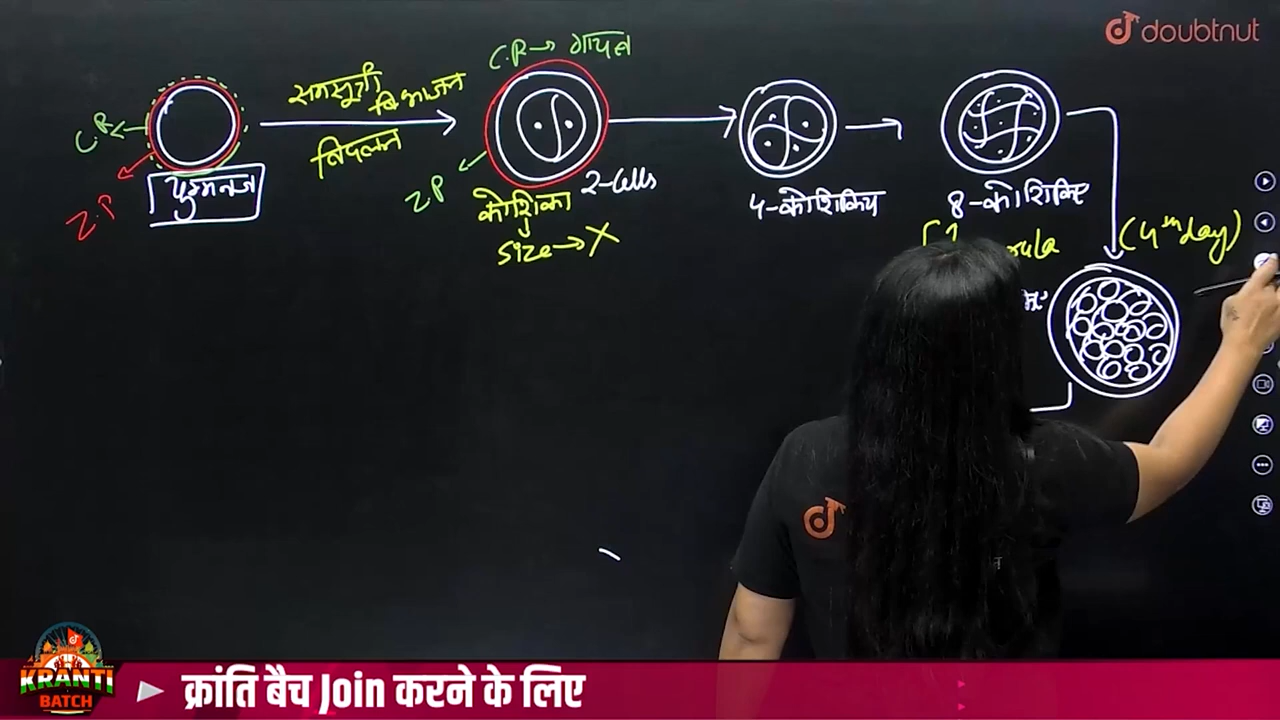 doubtnut
C.R → गायब
समसूत्री विभाजन
विदलन
C.R
Z.P
युग्मनज
Z.P
कोशिका
2-Cells
size → X
4-कोशिकिय
8-कोशिकिय
(4th day)
KRANTI
BATCH
क्रांति बैच Join करने के लिए